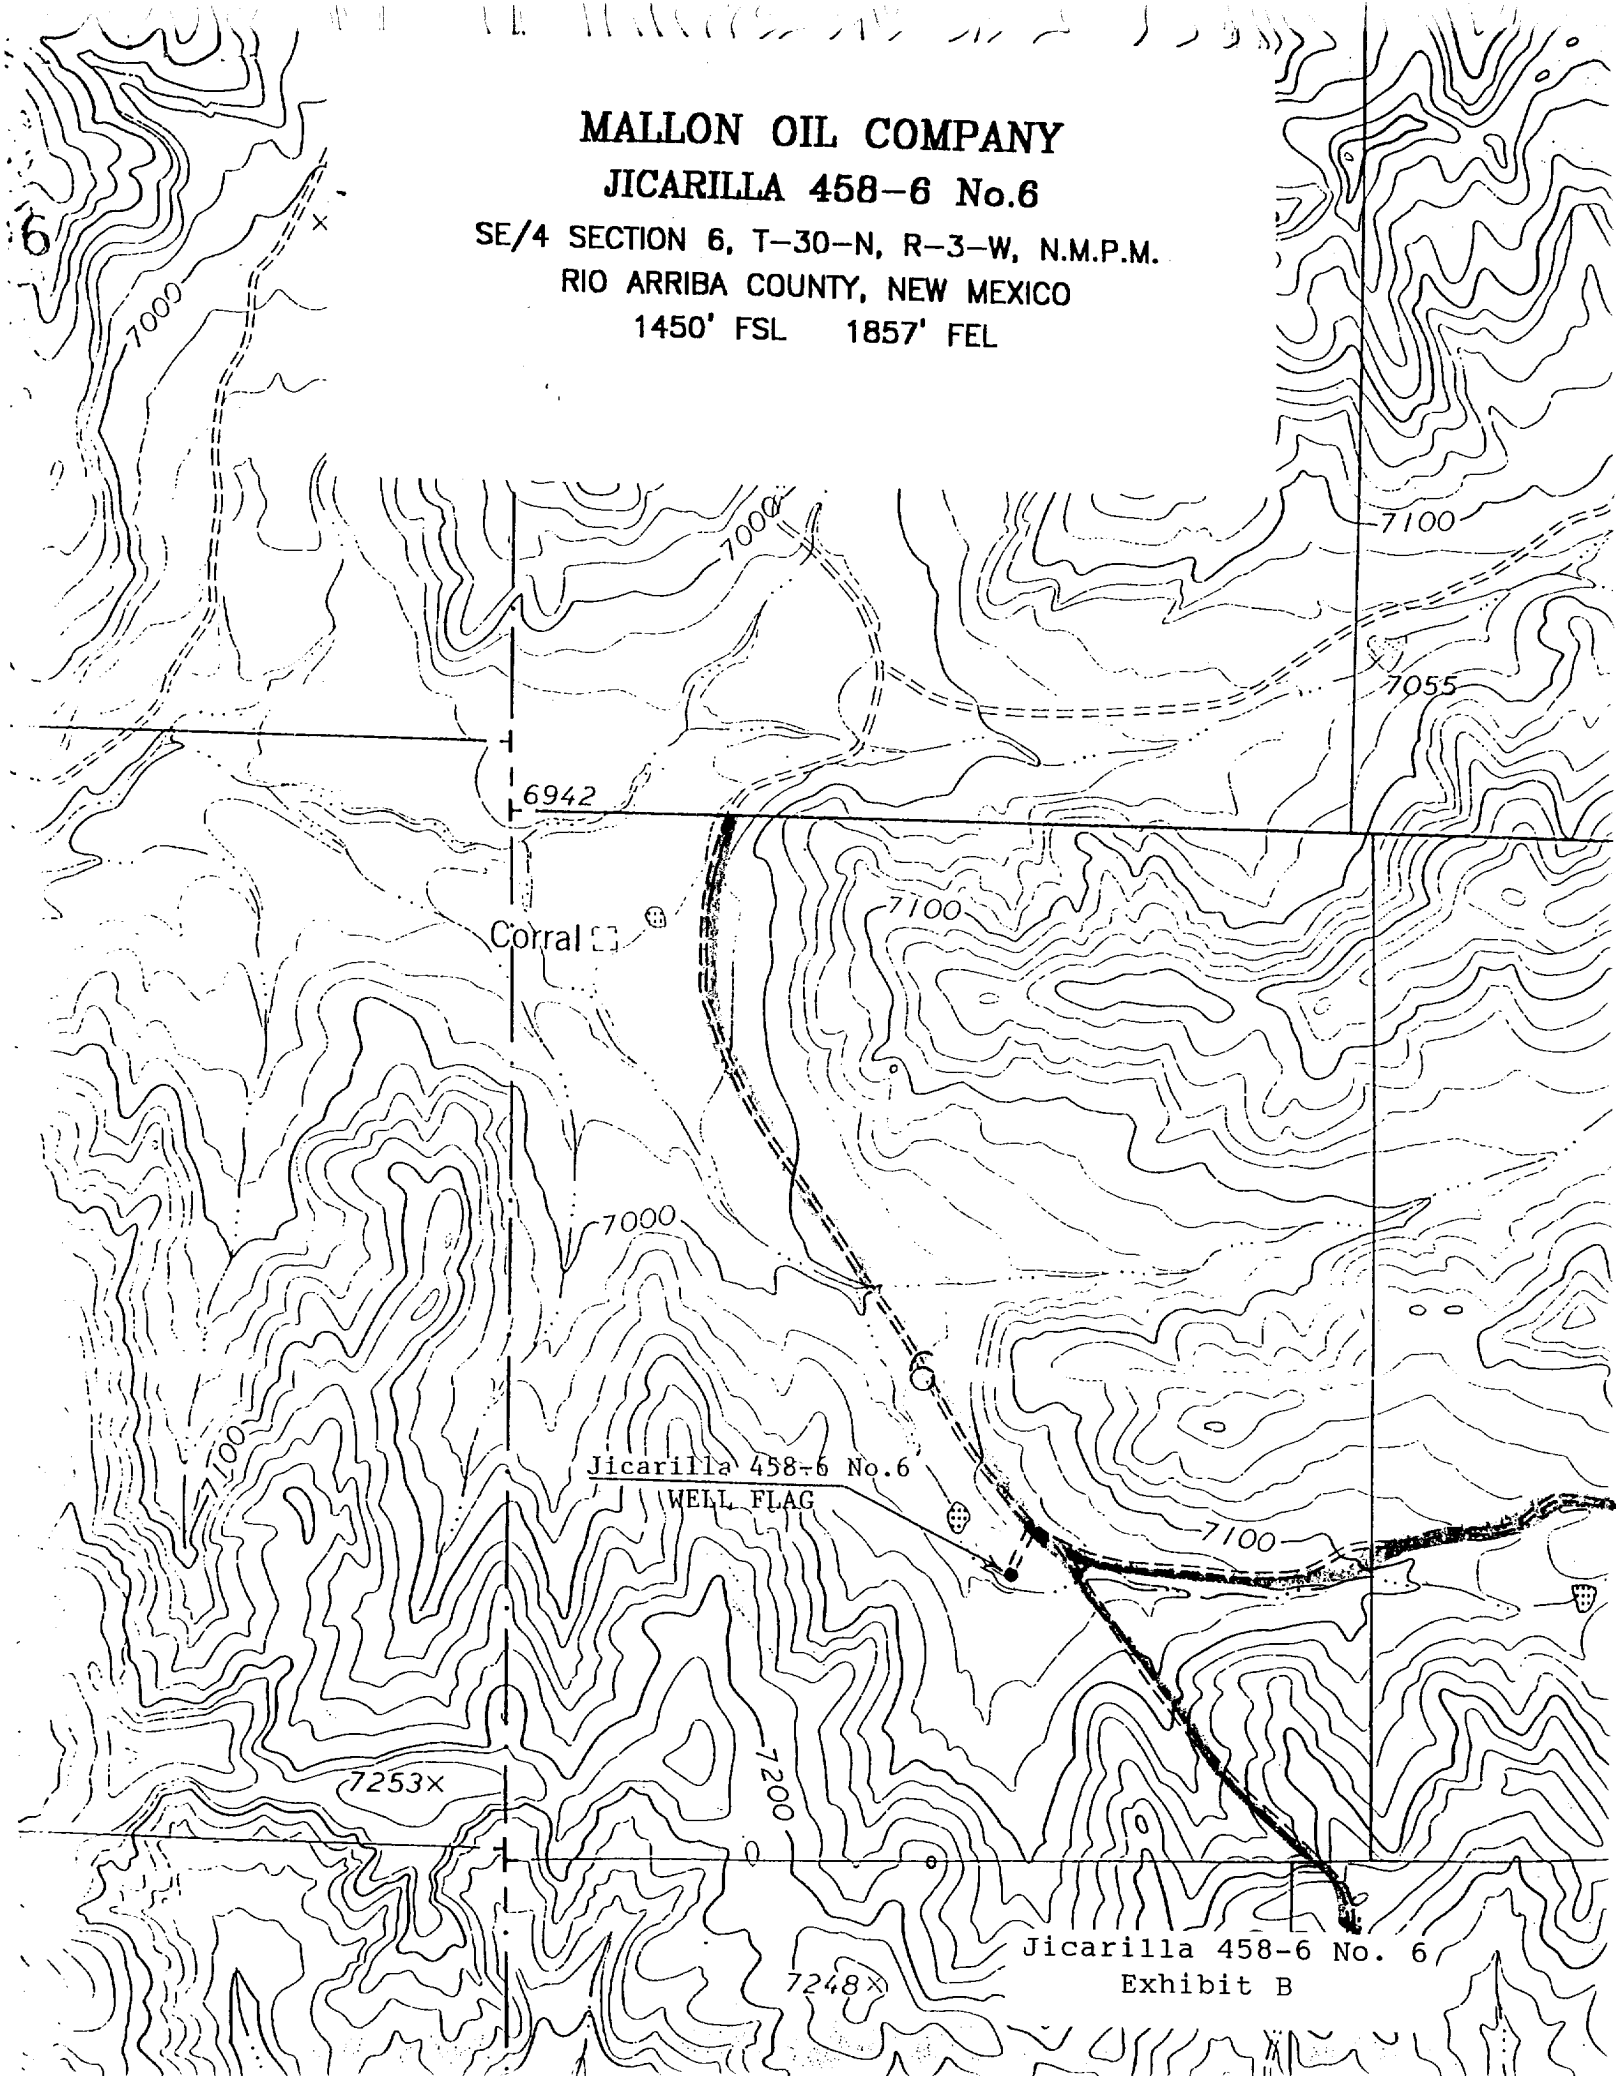 MALLON OIL COMPANY
JICARILLA 458-6 No.6
SE/4 SECTION 6, T-30-N, R-3-W, N.M.P.M.
RIO ARRIBA COUNTY, NEW MEXICO
1450' FSL 1857' FEL
6
7000
7000
7100
7055
6942
7100
Corral
7000
6
7100
Jicarilla 458-6 No.6
WELL FLAG
7100
7200
7253×
7248×
Jicarilla 458-6 No. 6
Exhibit B